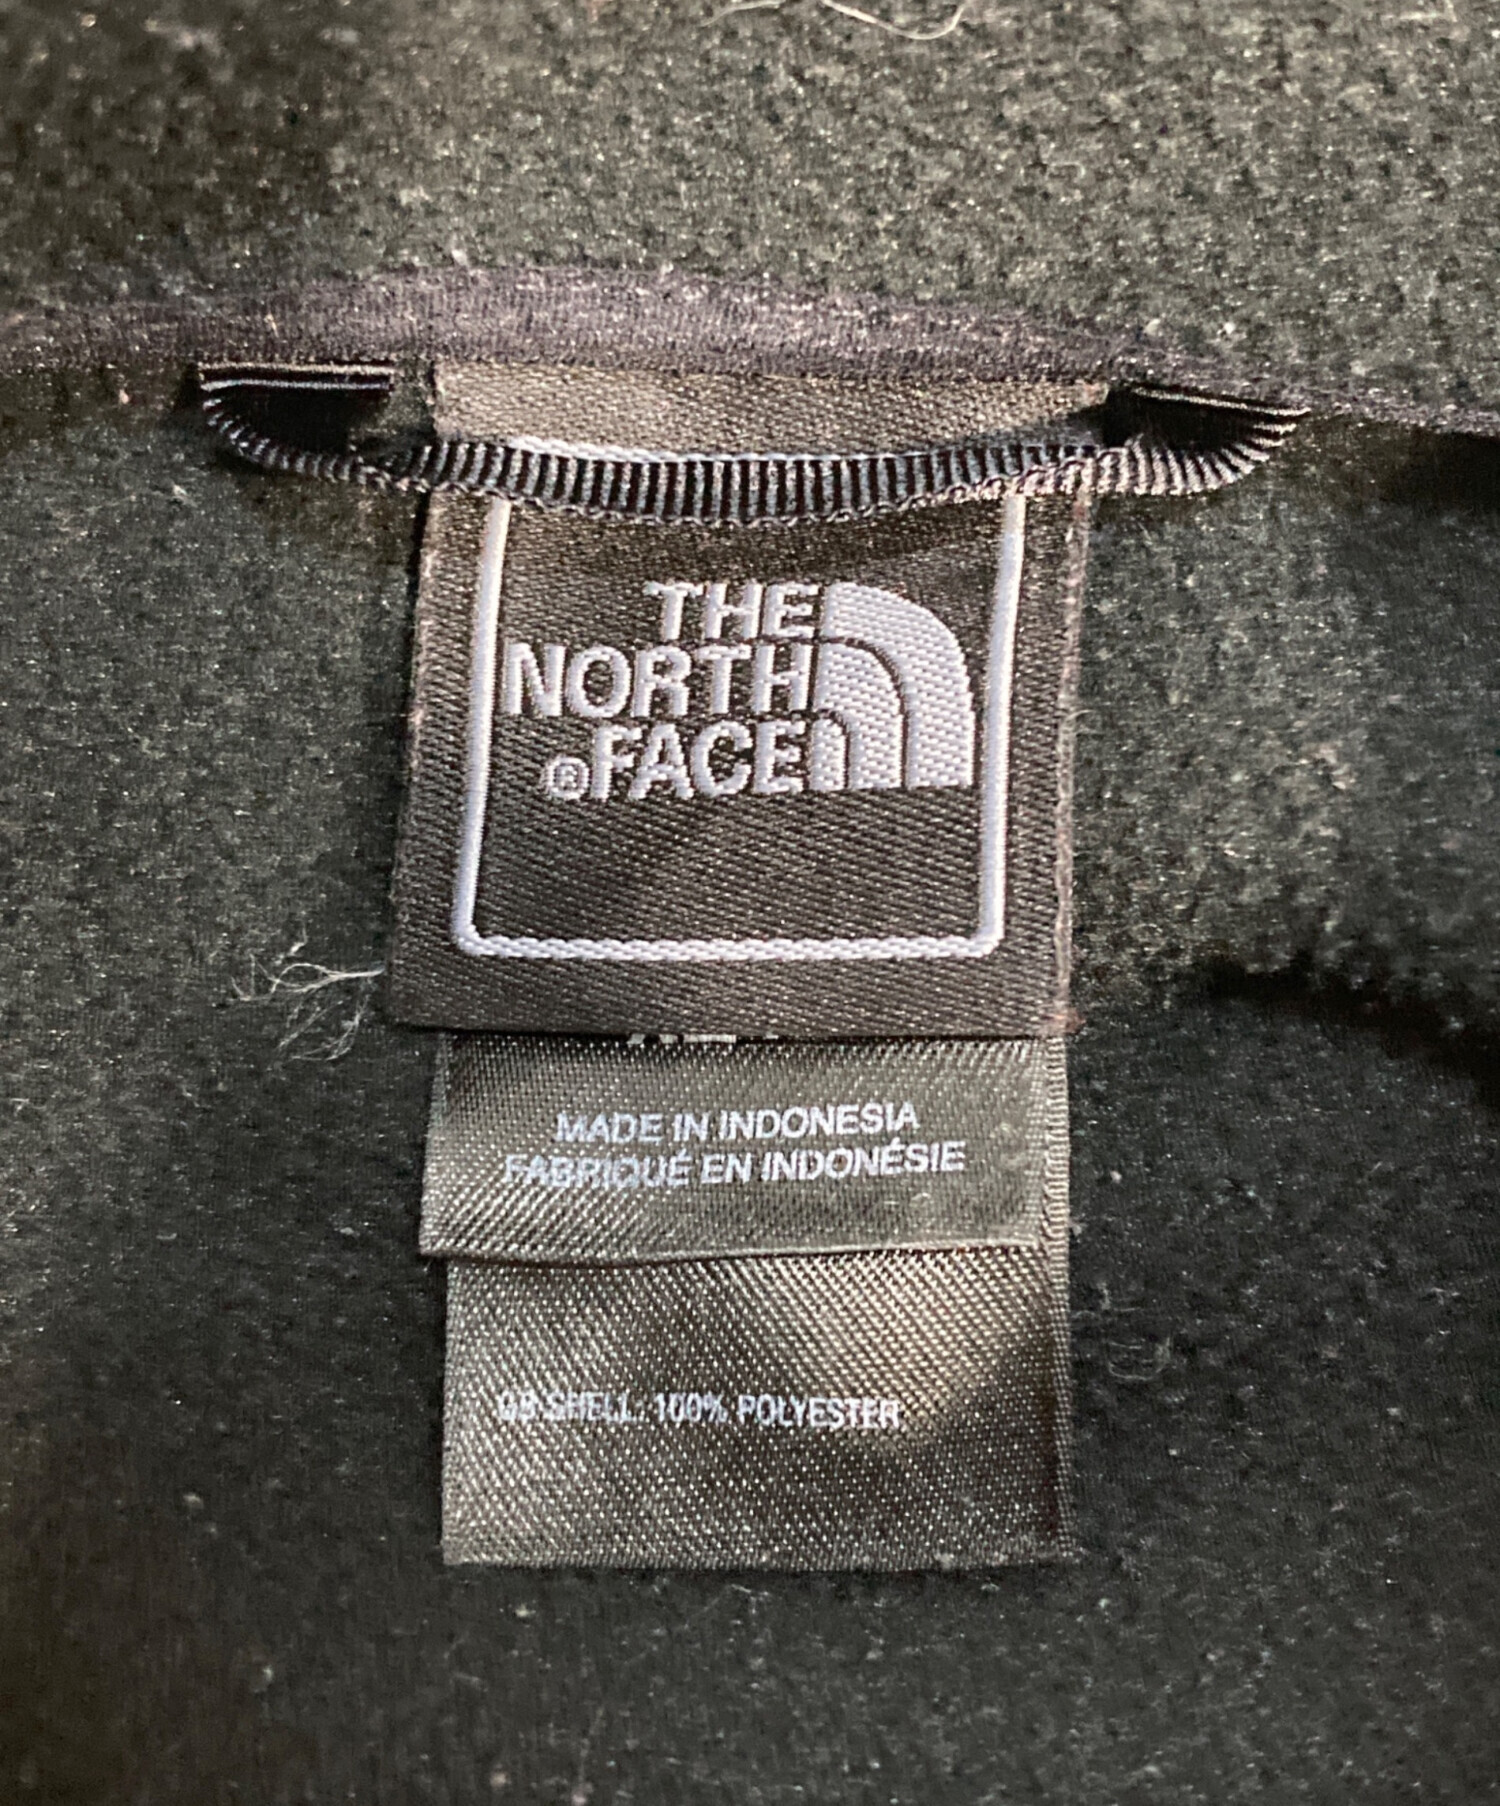 THE
NORTH
®FACE
MADE IN INDONESIA
FABRIQUÉ EN INDONÉSIE
SHELL: 100% POLYESTER